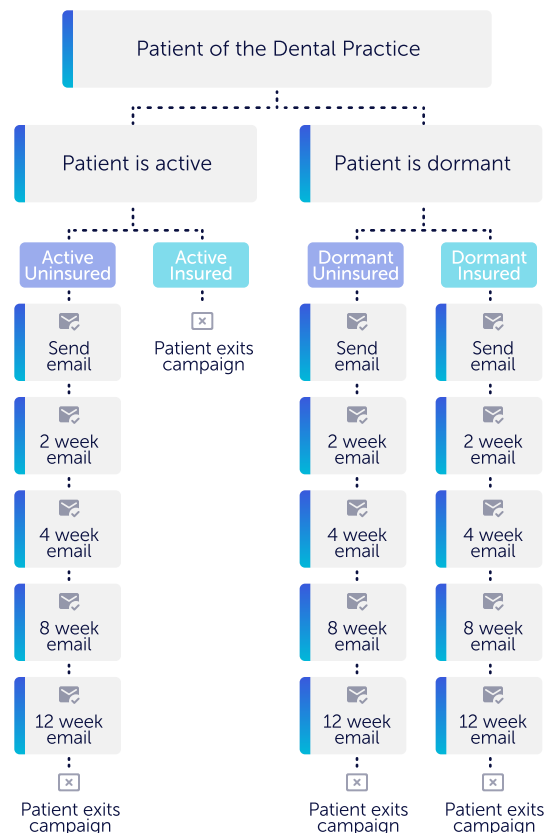 Patient of the Dental Practice
Patient is active
Patient is dormant
Active
Uninsured
Active
Insured
Dormant
Uninsured
Dormant
Insured
Send
email
Patient exits
campaign
Send
email
Send
email
2 week
email
2 week
email
2 week
email
4 week
email
4 week
email
4 week
email
8 week
email
8 week
email
8 week
email
12 week
email
12 week
email
12 week
email
Patient exits
campaign
Patient exits
campaign
Patient exits
campaign